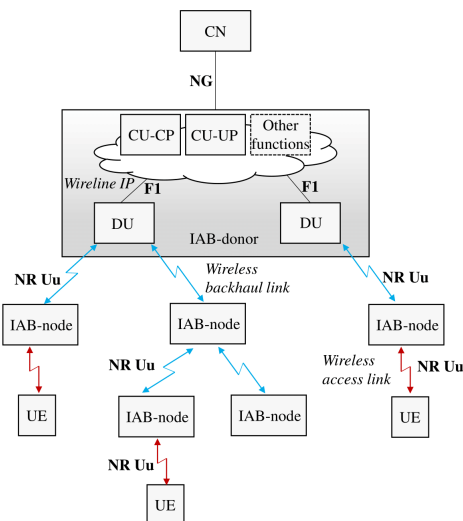 CN
NG
CU-CP
CU-UP
Other
functions
Wireline IP
F1
F1
DU
DU
IAB-donor
Wireless
backhaul link
NR Uu
NR Uu
IAB-node
IAB-node
IAB-node
NR Uu
Wireless
access link
NR Uu
UE
IAB-node
IAB-node
UE
NR Uu
UE